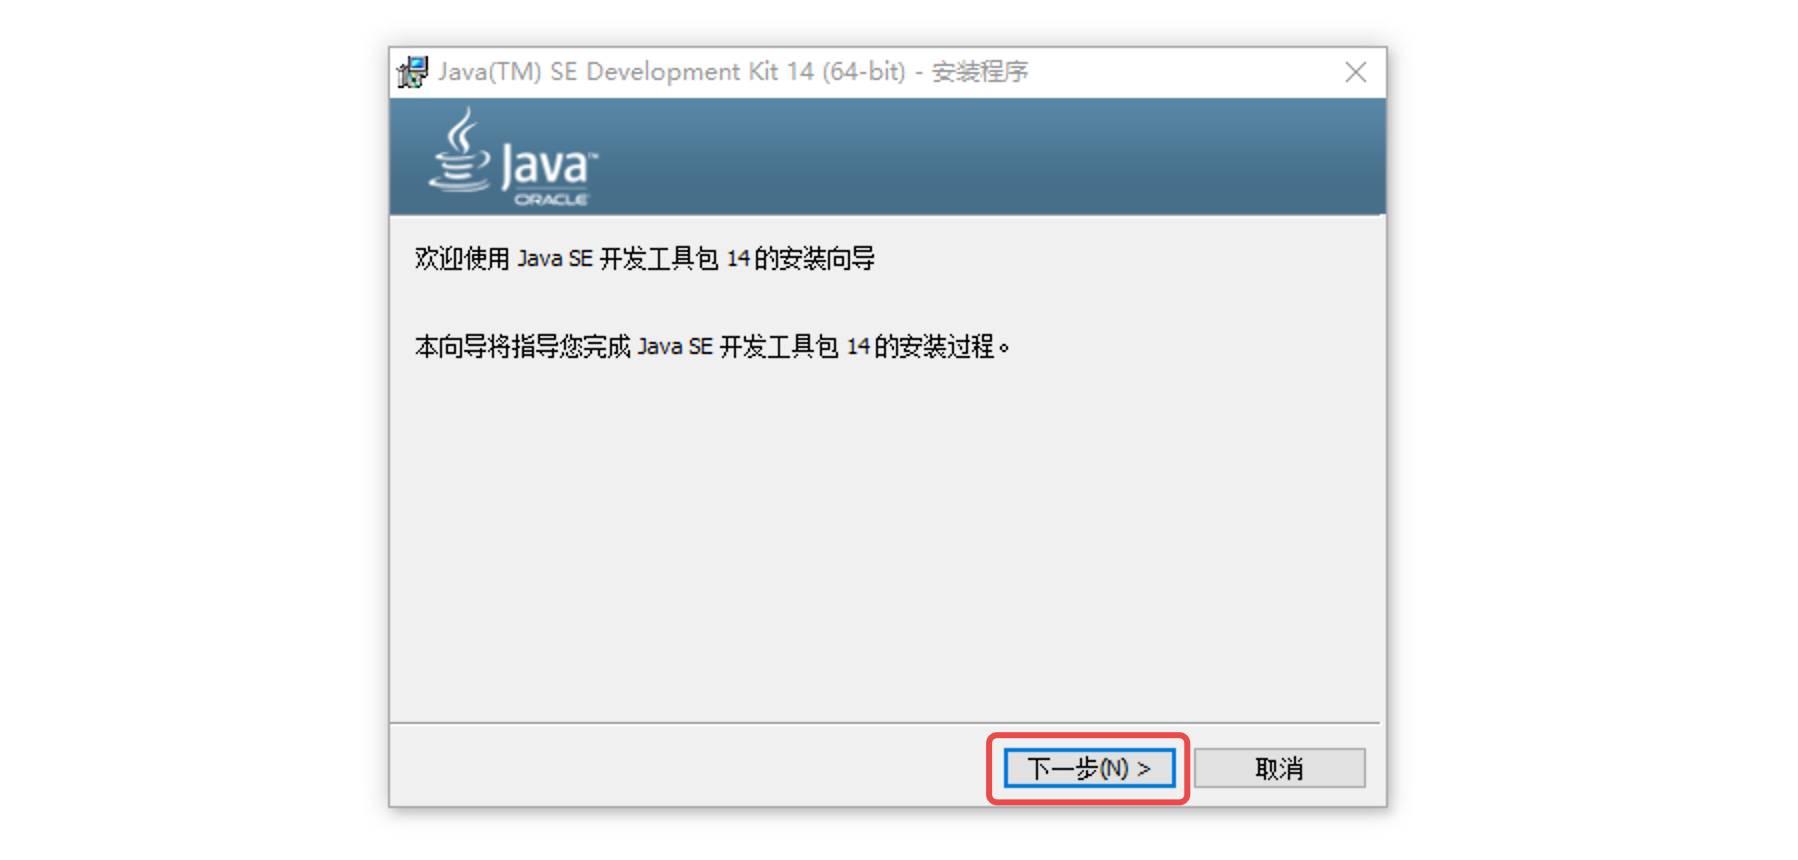 Java(TM) SE Development Kit 14 (64-bit) - 安装程序
Java™
ORACLE
欢迎使用 Java SE 开发工具包 14 的安装向导
本向导将指导您完成 Java SE 开发工具包 14 的安装过程。
下一步(N) >
取消